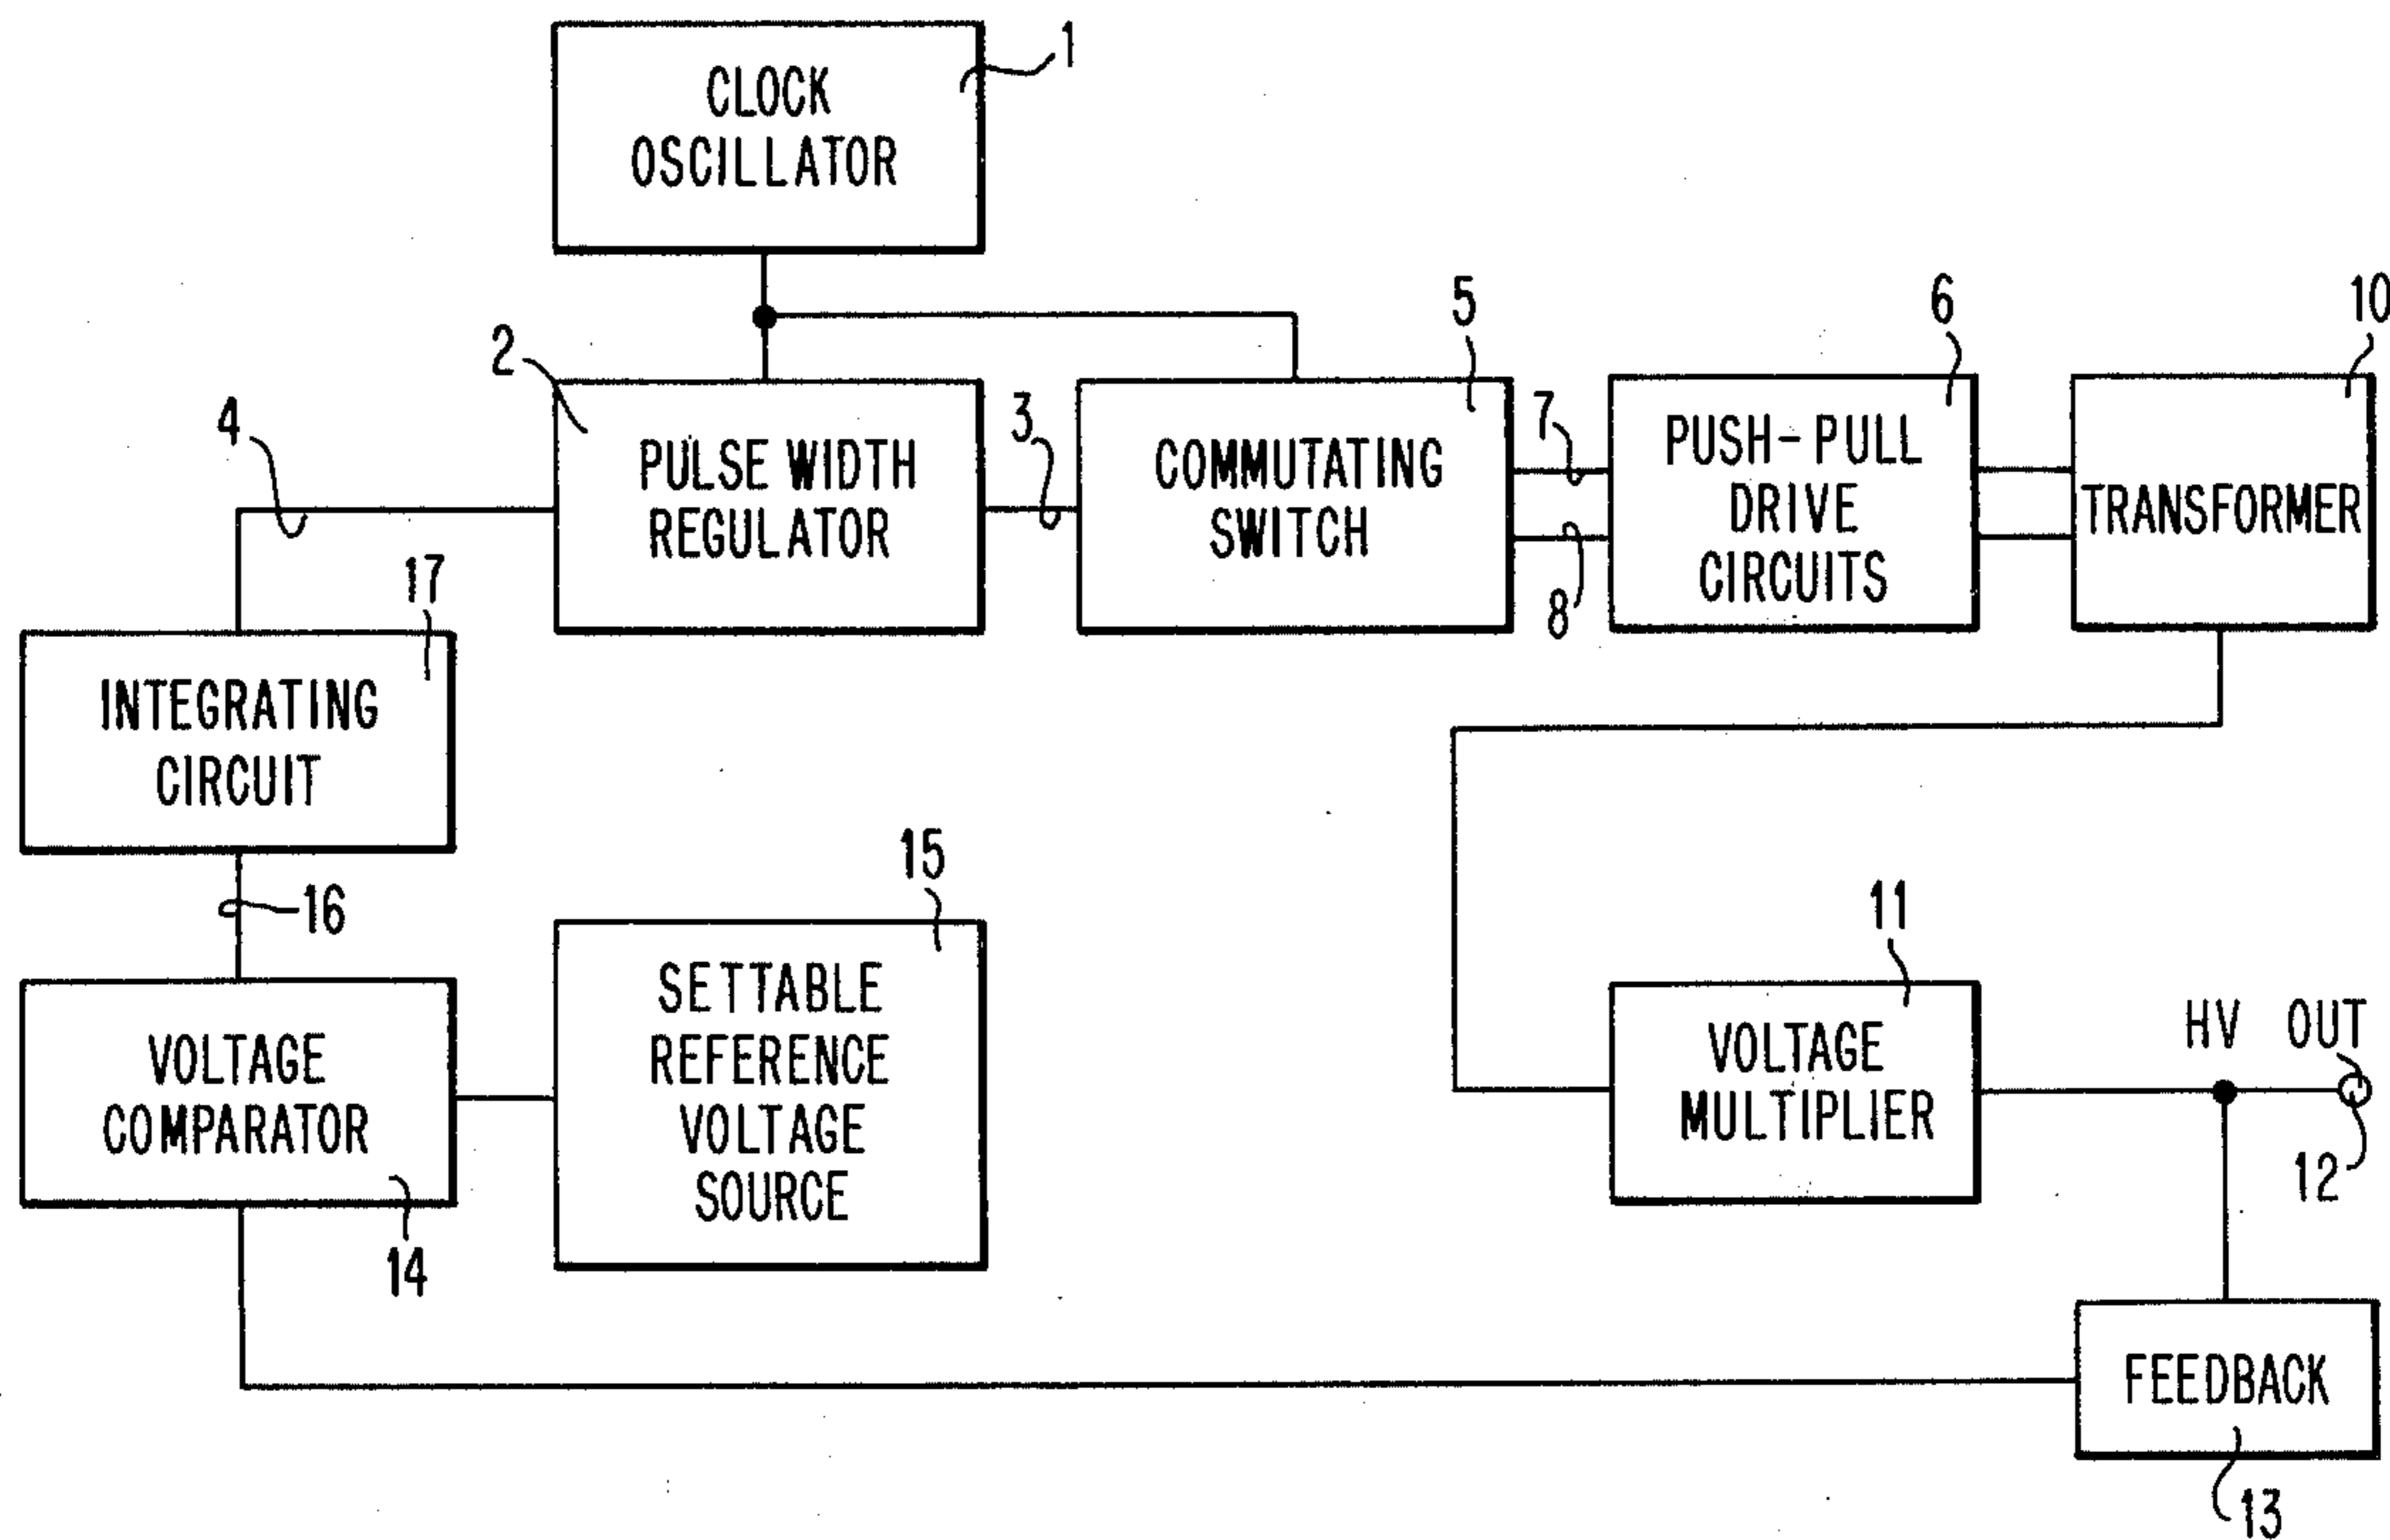 1
CLOCK
OSCILLATOR
2
PULSE WIDTH
REGULATOR
3
4
5
COMMUTATING
SWITCH
7
8
6
PUSH-PULL
DRIVE
CIRCUITS
10
TRANSFORMER
17
INTEGRATING
CIRCUIT
16
VOLTAGE
COMPARATOR
14
15
SETTABLE
REFERENCE
VOLTAGE
SOURCE
11
VOLTAGE
MULTIPLIER
HV OUT
12
FEEDBACK
13